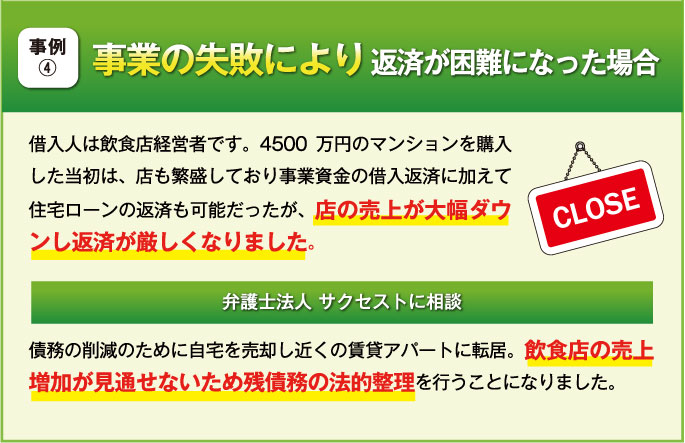 事例
④
事業の失敗により返済が困難になった場合
借入人は飲食店経営者です。4500 万円のマンションを購入
した当初は、店も繁盛しており事業資金の借入返済に加えて
住宅ローンの返済も可能だったが、店の売上が大幅ダウ
ンし返済が厳しくなりました。
CLOSE
弁護士法人 サクセストに相談
債務の削減のために自宅を売却し近くの賃貸アパートに転居。飲食店の売上
増加が見通せないため残債務の法的整理を行うことになりました。